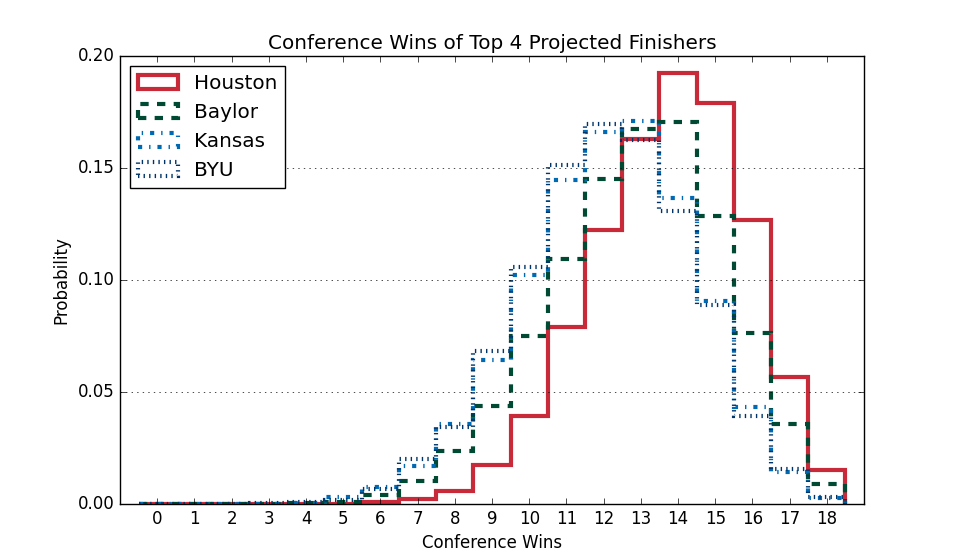 Conference Wins of Top 4 Projected Finishers
0.20
Houston
Baylor
Kansas
BYU
0.15
0.10
0.05
0.00
Probability
0 1 2 3 4 5 6 7 8 9 10 11 12 13 14 15 16 17 18
Conference Wins